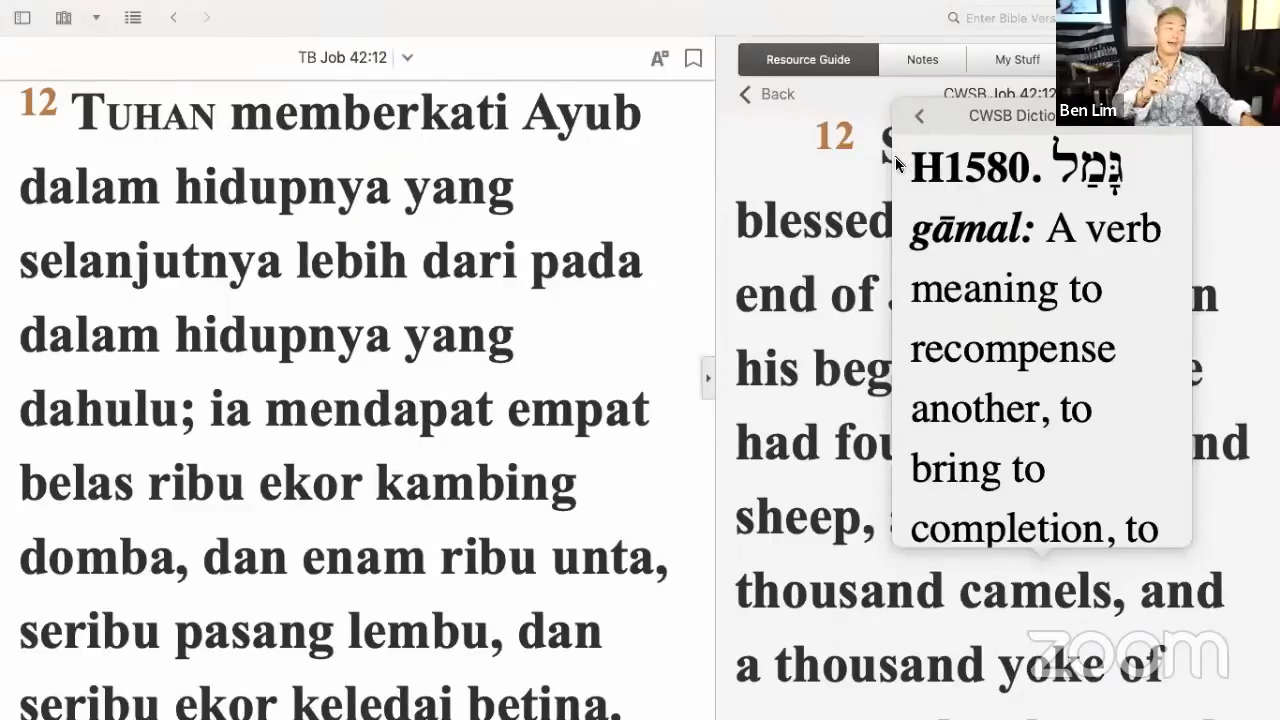 Enter Bible Vers
TB Job 42:12
12 TUHAN memberkati Ayub
dalam hidupnya yang
selanjutnya lebih dari pada
dalam hidupnya yang
dahulu; ia mendapat empat
belas ribu ekor kambing
domba, dan enam ribu unta,
seribu pasang lembu, dan
seribu ekor keledai betina.
Resource Guide
Notes
My Stuff
Back
CWSB Job 42:12
12 S
blessed
end of
n
his beg
e
had fou
nd
sheep,
thousand camels, and
a thousand yoke of
CWSB Dictio
H1580. גָּמַל
gāmal: A verb
meaning to
recompense
another, to
bring to
completion, to
Ben Lim
zoom